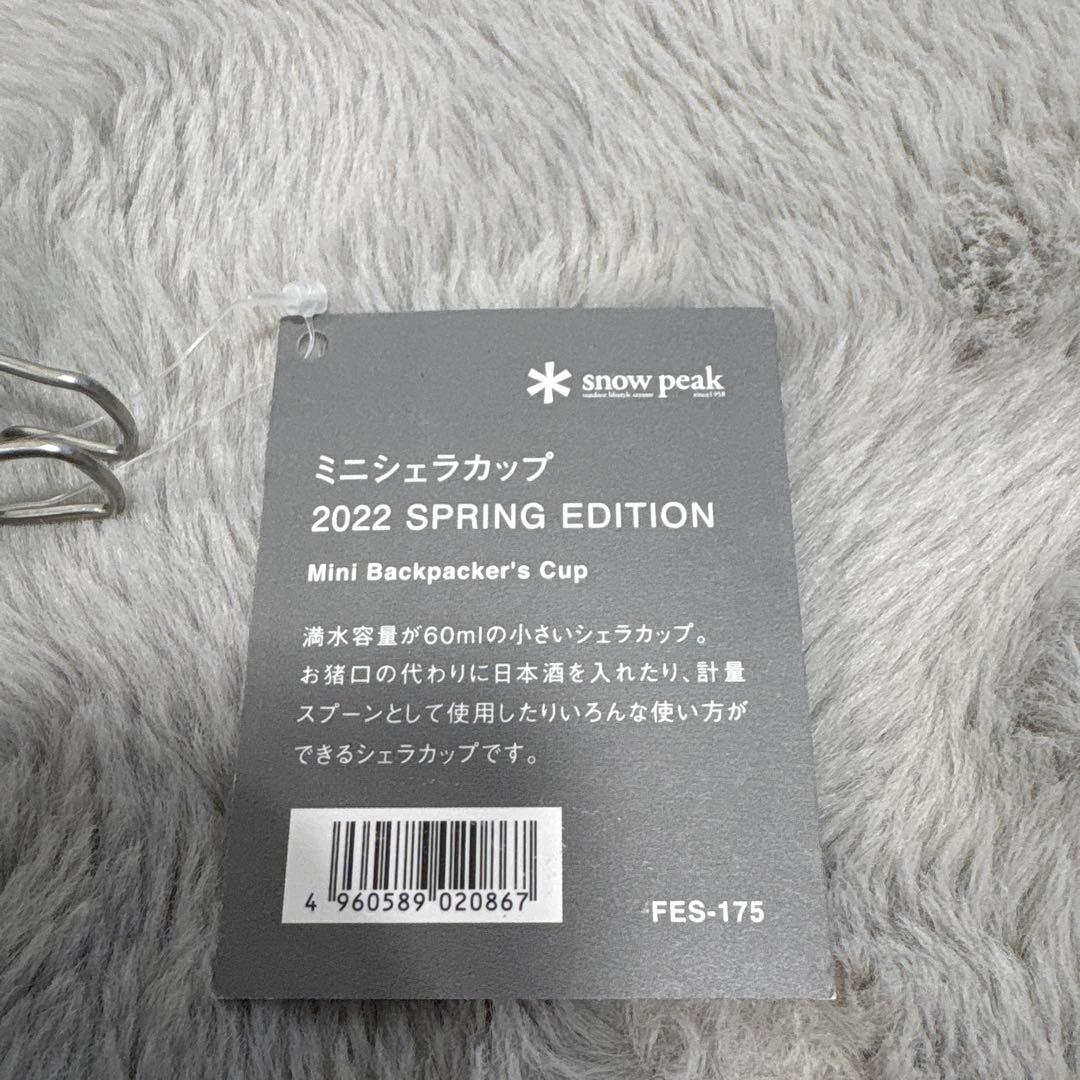 snow peak
outdoor lifestyle creator since1958
ミニシェラカップ
2022 SPRING EDITION
Mini Backpacker's Cup
満水容量が60mlの小さいシェラカップ。
お猪口の代わりに日本酒を入れたり、計量
スプーンとして使用したりいろんな使い方が
できるシェラカップです。
4 960589 020867
FES-175